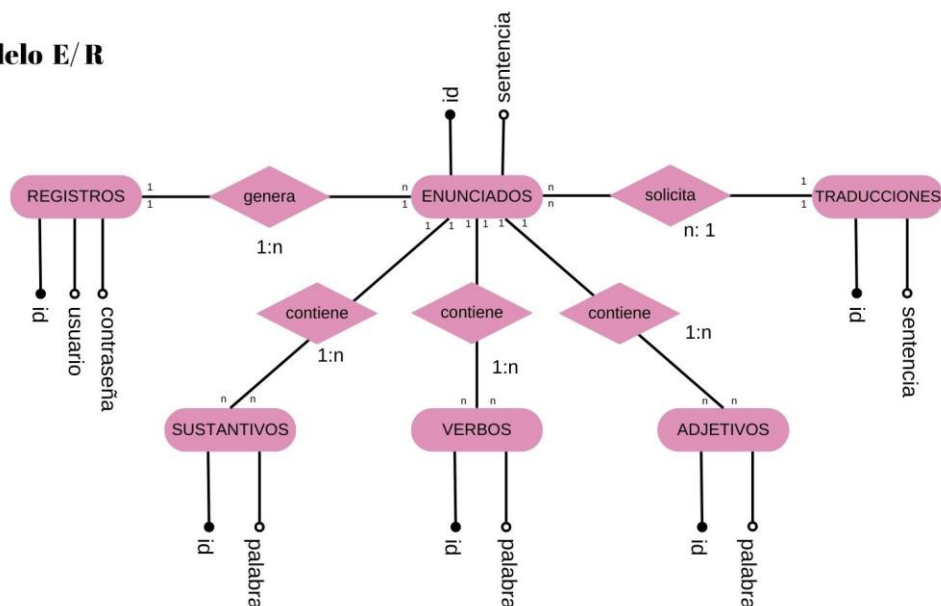 delo E/R
id
sentencia
REGISTROS
1
1
genera
1:n
n
1
ENUNCIADOS
n
n
solicita
n: 1
1
1
TRADUCCIONES
id
usuario
contraseña
1 1 1 1 1 1
id
sentencia
contiene
1:n
contiene
1:n
contiene
1:n
n n
n n
n n
SUSTANTIVOS
VERBOS
ADJETIVOS
id
palabra
id
palabra
id
palabra